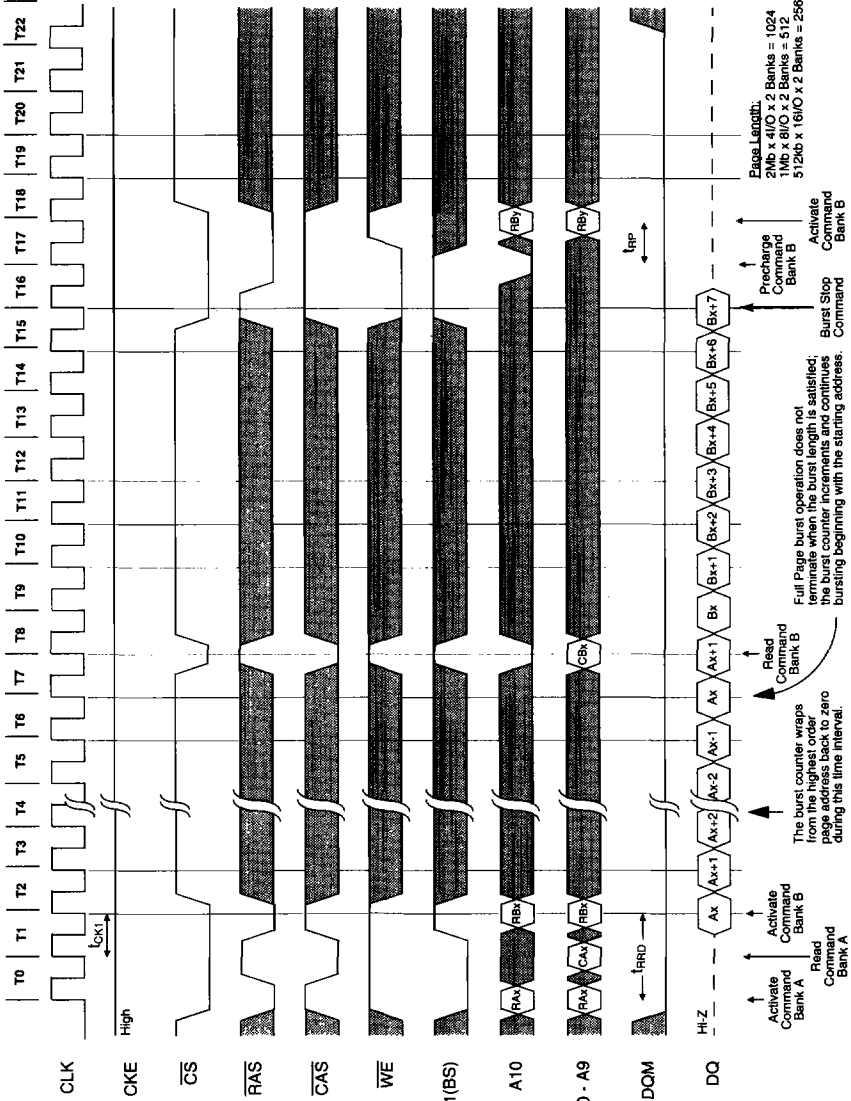 T0 T1 T2 T3 T4 T5 T6 T7 T8 T9 T10 T11 T12 T13 T14 T15 T16 T17 T18 T19 T20 T21 T22
CLK
tCK1
CKE
High
CS
RAS
CAS
WE
1(BS)
A10
RAx RBx RBy
0 - A9
RAx CAx RBx CBx RBy
tRRD
tRP
DQM
DQ
Hi-Z
Ax Ax+1 Ax+2 Ax-2 Ax-1 Ax Ax+1 Bx Bx+1 Bx+2 Bx+3 Bx+4 Bx+5 Bx+6 Bx+7
Activate
Command
Bank A
Read
Command
Bank A
Activate
Command
Bank B
The burst counter wraps
from the highest order
page address back to zero
during this time interval.
Read
Command
Bank B
Full Page burst operation does not
terminate when the burst length is satisfied;
the burst counter increments and continues
bursting beginning with the starting address.
Burst Stop
Command
Precharge
Command
Bank B
Activate
Command
Bank B
Page Length:
2Mb x 4I/O x 2 Banks = 1024
1Mb x 8I/O x 2 Banks = 512
512kb x 16I/O x 2 Banks = 256